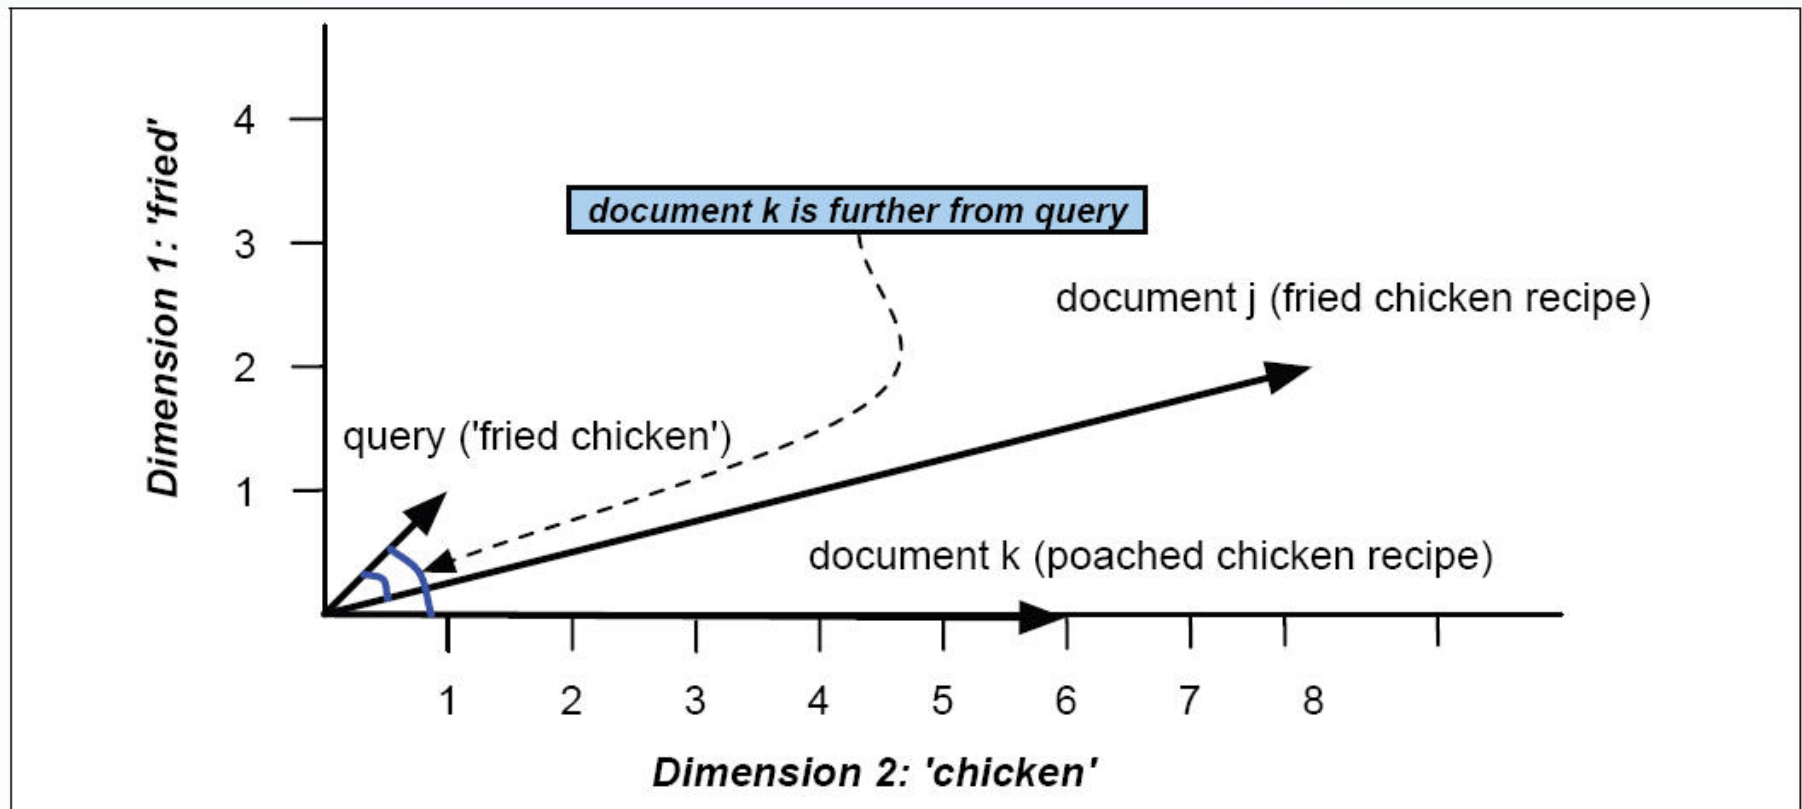 Dimension 1: 'fried'
4
3
2
1
document k is further from query
document j (fried chicken recipe)
query ('fried chicken')
document k (poached chicken recipe)
1 2 3 4 5 6 7 8
Dimension 2: 'chicken'